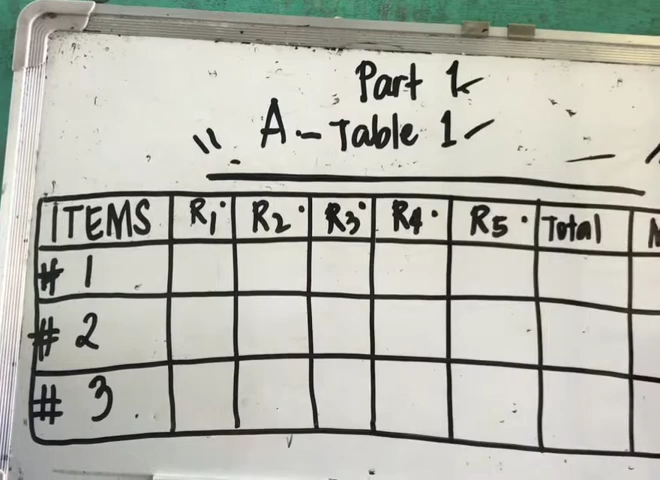 Part 1
A. - Table 1
ITEMS R1 R2 R3 R4 R5 Total
# 1
# 2
# 3